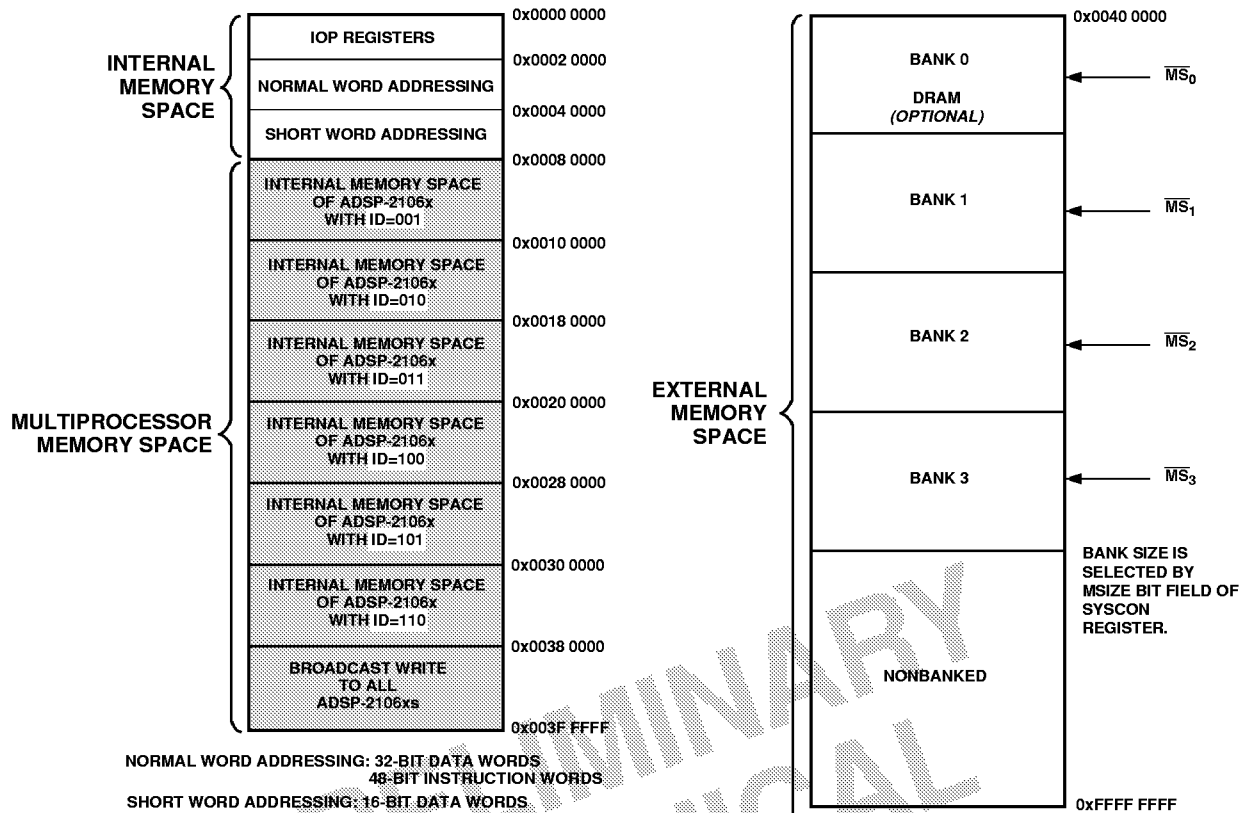 INTERNAL
MEMORY
SPACE
0x0000 0000
IOP REGISTERS
0x0002 0000
NORMAL WORD ADDRESSING
0x0004 0000
SHORT WORD ADDRESSING
0x0008 0000
MULTIPROCESSOR
MEMORY SPACE
INTERNAL MEMORY SPACE
OF ADSP-2106x
WITH ID=001
0x0010 0000
INTERNAL MEMORY SPACE
OF ADSP-2106x
WITH ID=010
0x0018 0000
INTERNAL MEMORY SPACE
OF ADSP-2106x
WITH ID=011
0x0020 0000
INTERNAL MEMORY SPACE
OF ADSP-2106x
WITH ID=100
0x0028 0000
INTERNAL MEMORY SPACE
OF ADSP-2106x
WITH ID=101
0x0030 0000
INTERNAL MEMORY SPACE
OF ADSP-2106x
WITH ID=110
0x0038 0000
BROADCAST WRITE
TO ALL
ADSP-2106xs
0x003F FFFF
NORMAL WORD ADDRESSING: 32-BIT DATA WORDS
48-BIT INSTRUCTION WORDS
SHORT WORD ADDRESSING: 16-BIT DATA WORDS
EXTERNAL
MEMORY
SPACE
0x0040 0000
BANK 0
DRAM
(OPTIONAL)
MS0
BANK 1
MS1
BANK 2
MS2
BANK 3
MS3
BANK SIZE IS
SELECTED BY
MSIZE BIT FIELD OF
SYSCON
REGISTER.
NONBANKED
0xFFFF FFFF